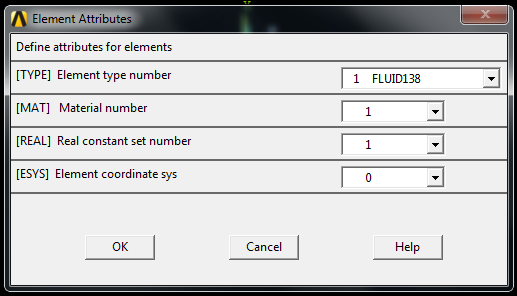 Element Attributes
Define attributes for elements
[TYPE] Element type number 1 FLUID138
[MAT] Material number 1
[REAL] Real constant set number 1
[ESYS] Element coordinate sys 0
OK Cancel Help